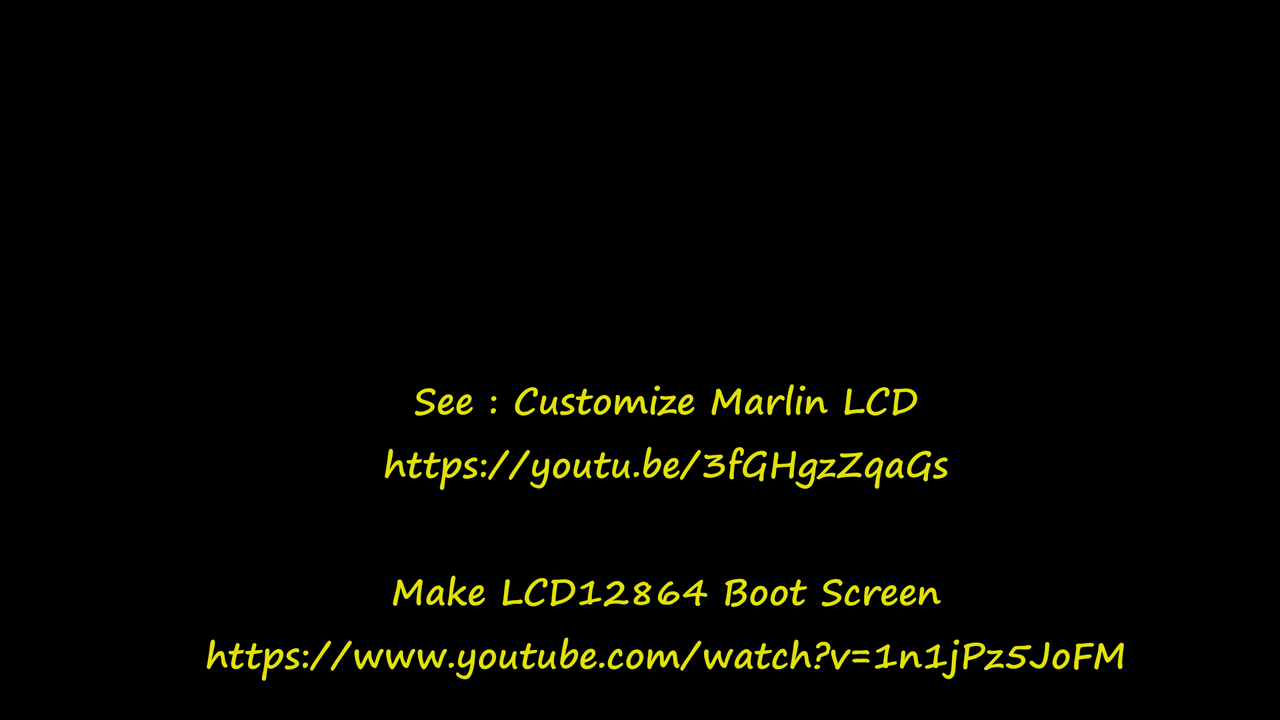 See : Customize Marlin LCD
https://youtu.be/3fGHgzZqaGs
Make LCD12864 Boot Screen
https://www.youtube.com/watch?v=1n1jPz5JoFM